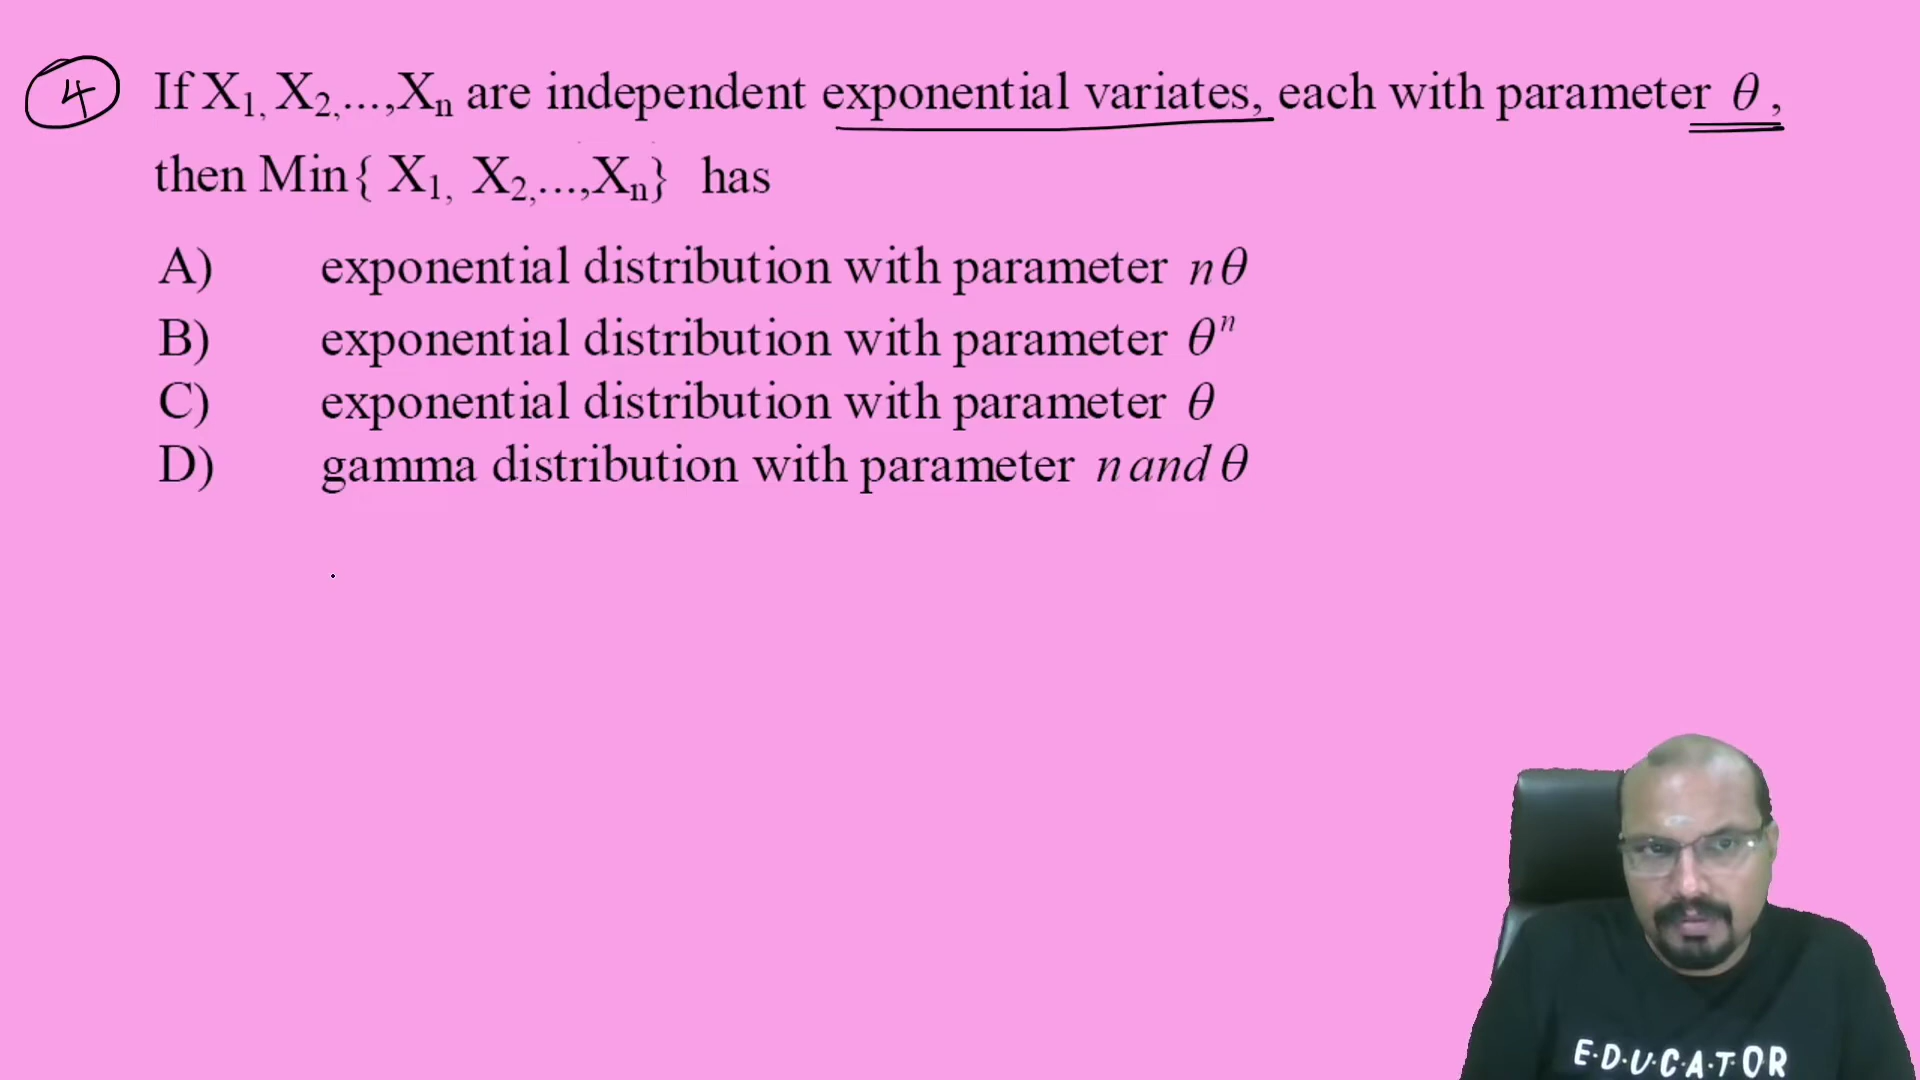 4 If X1, X2,...,Xn are independent exponential variates, each with parameter θ,
then Min{ X1, X2,...,Xn} has
A) exponential distribution with parameter nθ
B) exponential distribution with parameter θⁿ
C) exponential distribution with parameter θ
D) gamma distribution with parameter n and θ
E·D·U·C·A·T·O·R